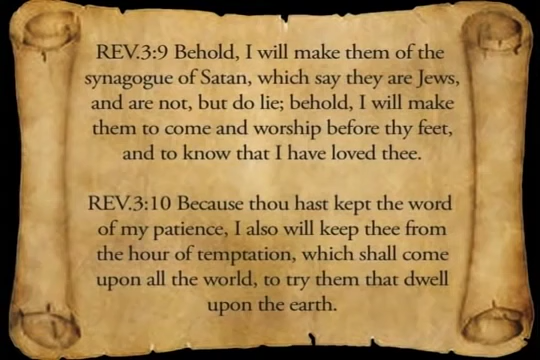 REV.3:9 Behold, I will make them of the
synagogue of Satan, which say they are Jews,
and are not, but do lie; behold, I will make
them to come and worship before thy feet,
and to know that I have loved thee.
REV.3:10 Because thou hast kept the word
of my patience, I also will keep thee from
the hour of temptation, which shall come
upon all the world, to try them that dwell
upon the earth.